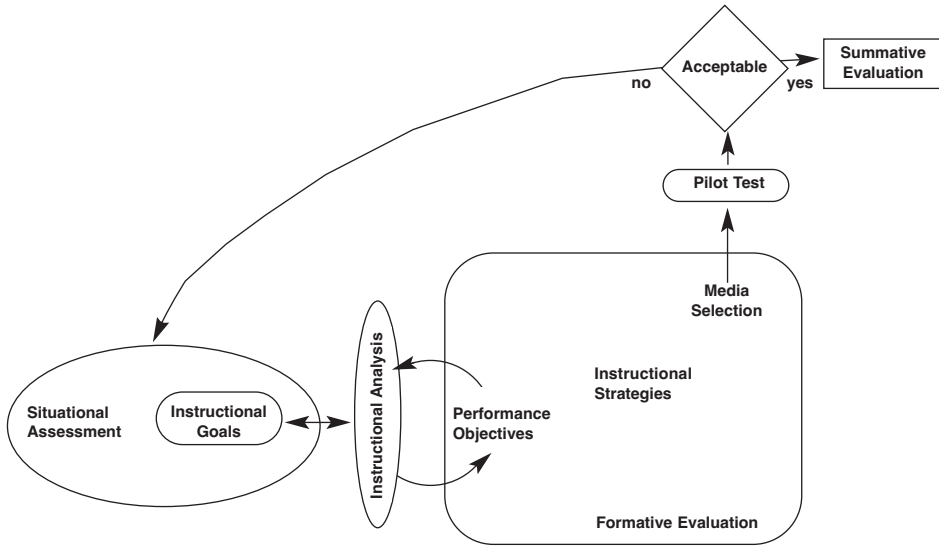 Acceptable
no
yes
Summative
Evaluation
Pilot Test
Media
Selection
Instructional
Strategies
Instructional Analysis
Situational
Assessment
Instructional
Goals
Performance
Objectives
Formative Evaluation